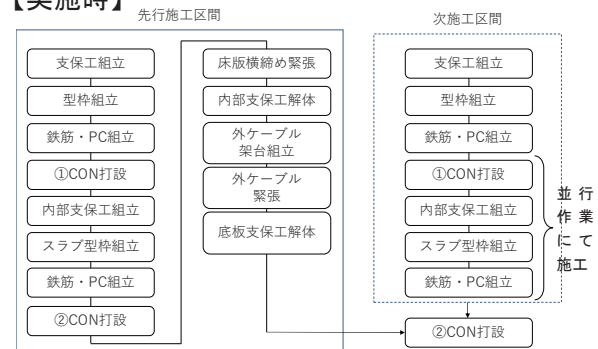 【実施時】
先行施工区間
支保工組立
型枠組立
鉄筋・PC組立
①CON打設
内部支保工組立
スラブ型枠組立
鉄筋・PC組立
②CON打設
床版横締め緊張
内部支保工解体
外ケーブル
架台組立
外ケーブル
緊張
底板支保工解体
次施工区間
支保工組立
型枠組立
鉄筋・PC組立
①CON打設
内部支保工組立
スラブ型枠組立
鉄筋・PC組立
②CON打設
並行
作業
にて
施工